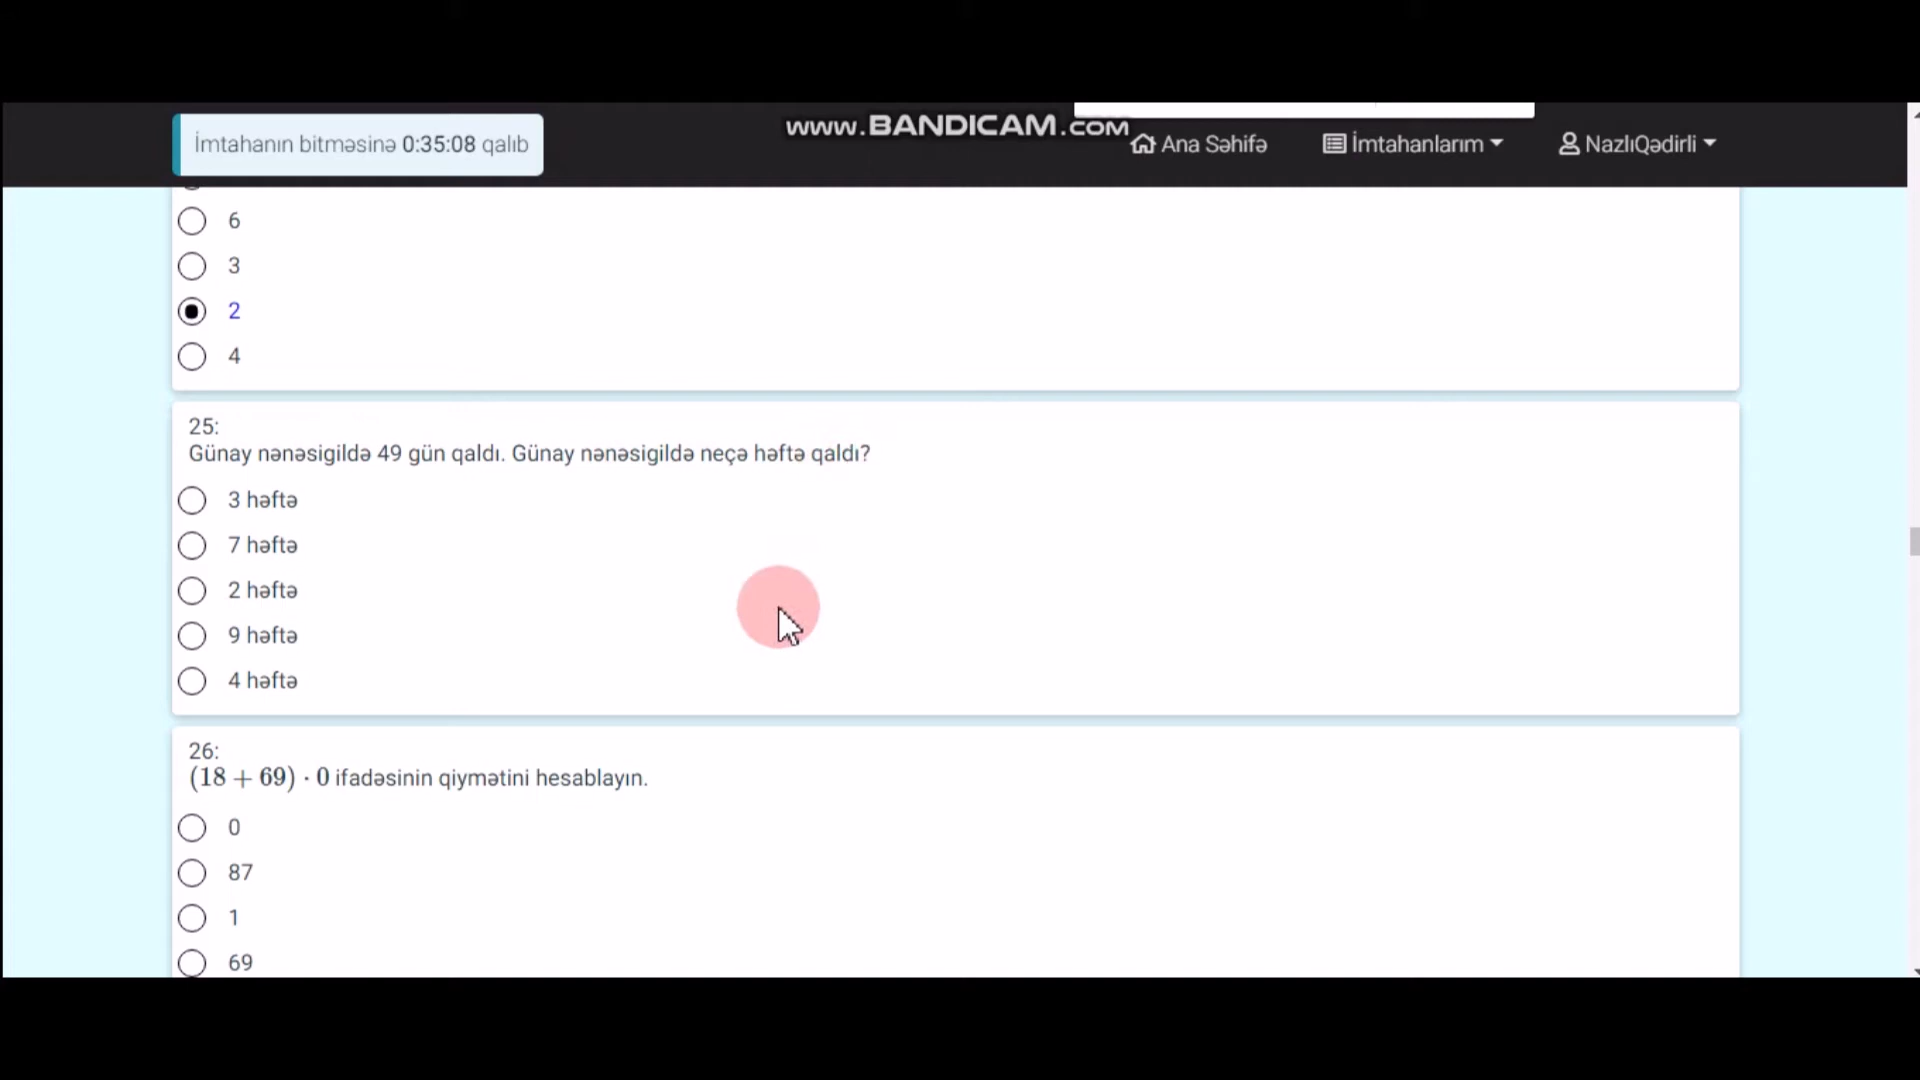 www.BANDICAM.COM
İmtahanın bitməsinə 0:35:08 qalıb
Ana Səhifə
İmtahanlarım
NazlıQədirli
6
3
2
4
25:
Günay nənəsigildə 49 gün qaldı. Günay nənəsigildə neçə həftə qaldı?
3 həftə
7 həftə
2 həftə
9 həftə
4 həftə
26:
(18 + 69) · 0 ifadəsinin qiymətini hesablayın.
0
87
1
69